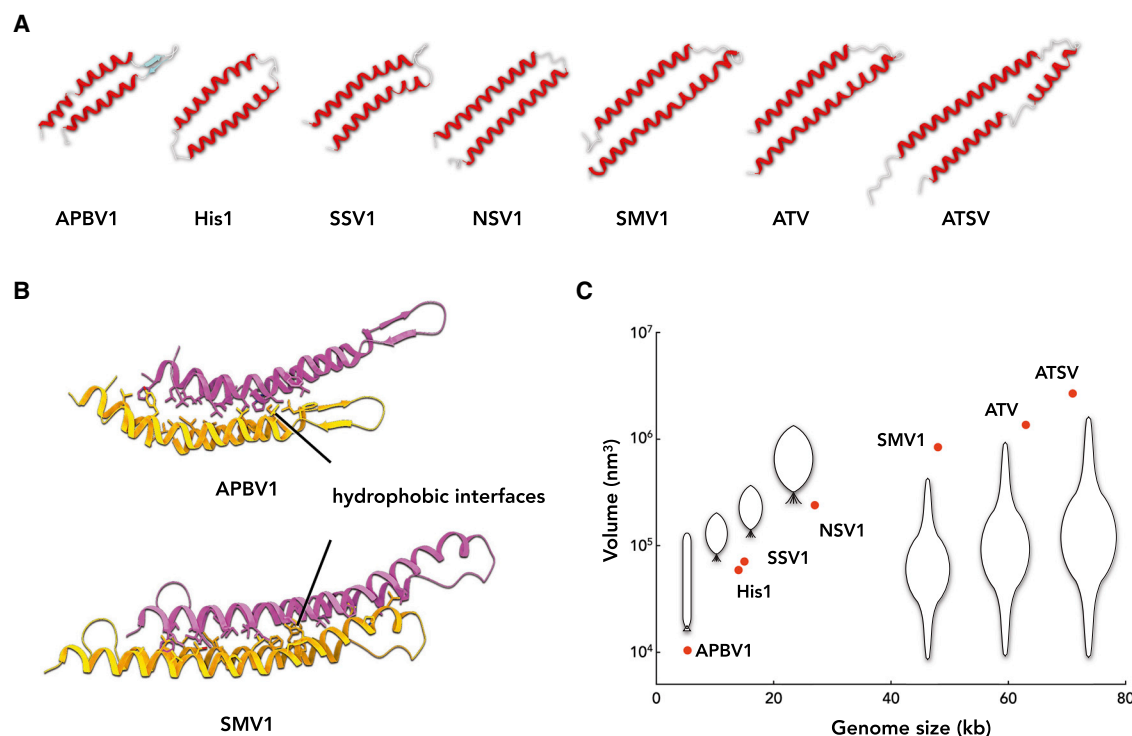 A
APBV1
His1
SSV1
NSV1
SMV1
ATV
ATSV
B
APBV1
hydrophobic interfaces
SMV1
C
Volume (nm³)
10⁷
10⁶
10⁵
10⁴
ATSV
ATV
SMV1
NSV1
SSV1
His1
APBV1
0
20
40
60
80
Genome size (kb)